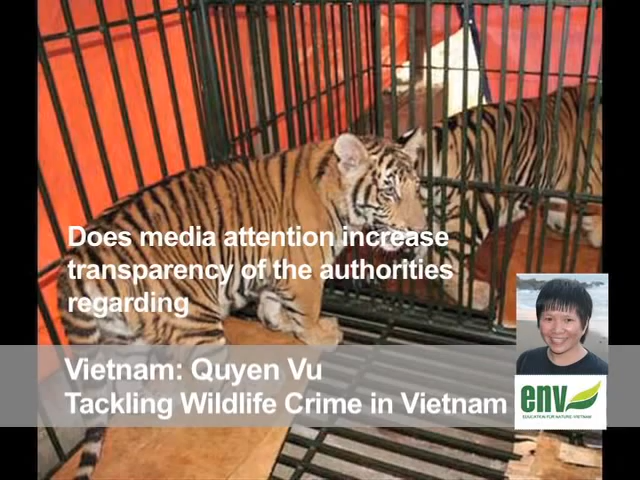 Does media attention increase
transparency of the authorities
regarding
Vietnam: Quyen Vu
Tackling Wildlife Crime in Vietnam
env
EDUCATION FOR NATURE-VIETNAM